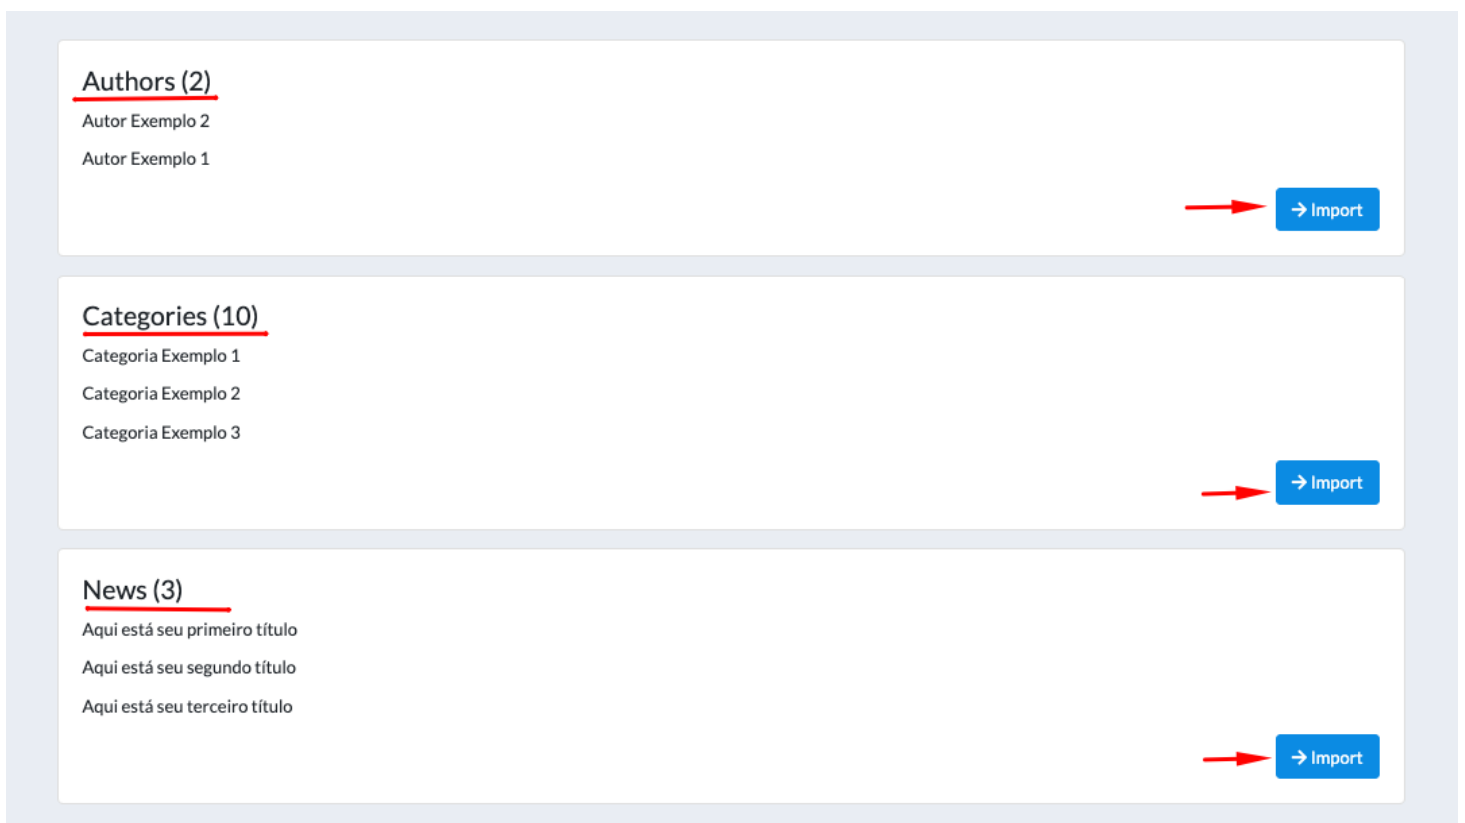 Authors (2)
Autor Exemplo 2
Autor Exemplo 1
Import
Categories (10)
Categoria Exemplo 1
Categoria Exemplo 2
Categoria Exemplo 3
Import
News (3)
Aqui está seu primeiro título
Aqui está seu segundo título
Aqui está seu terceiro título
Import